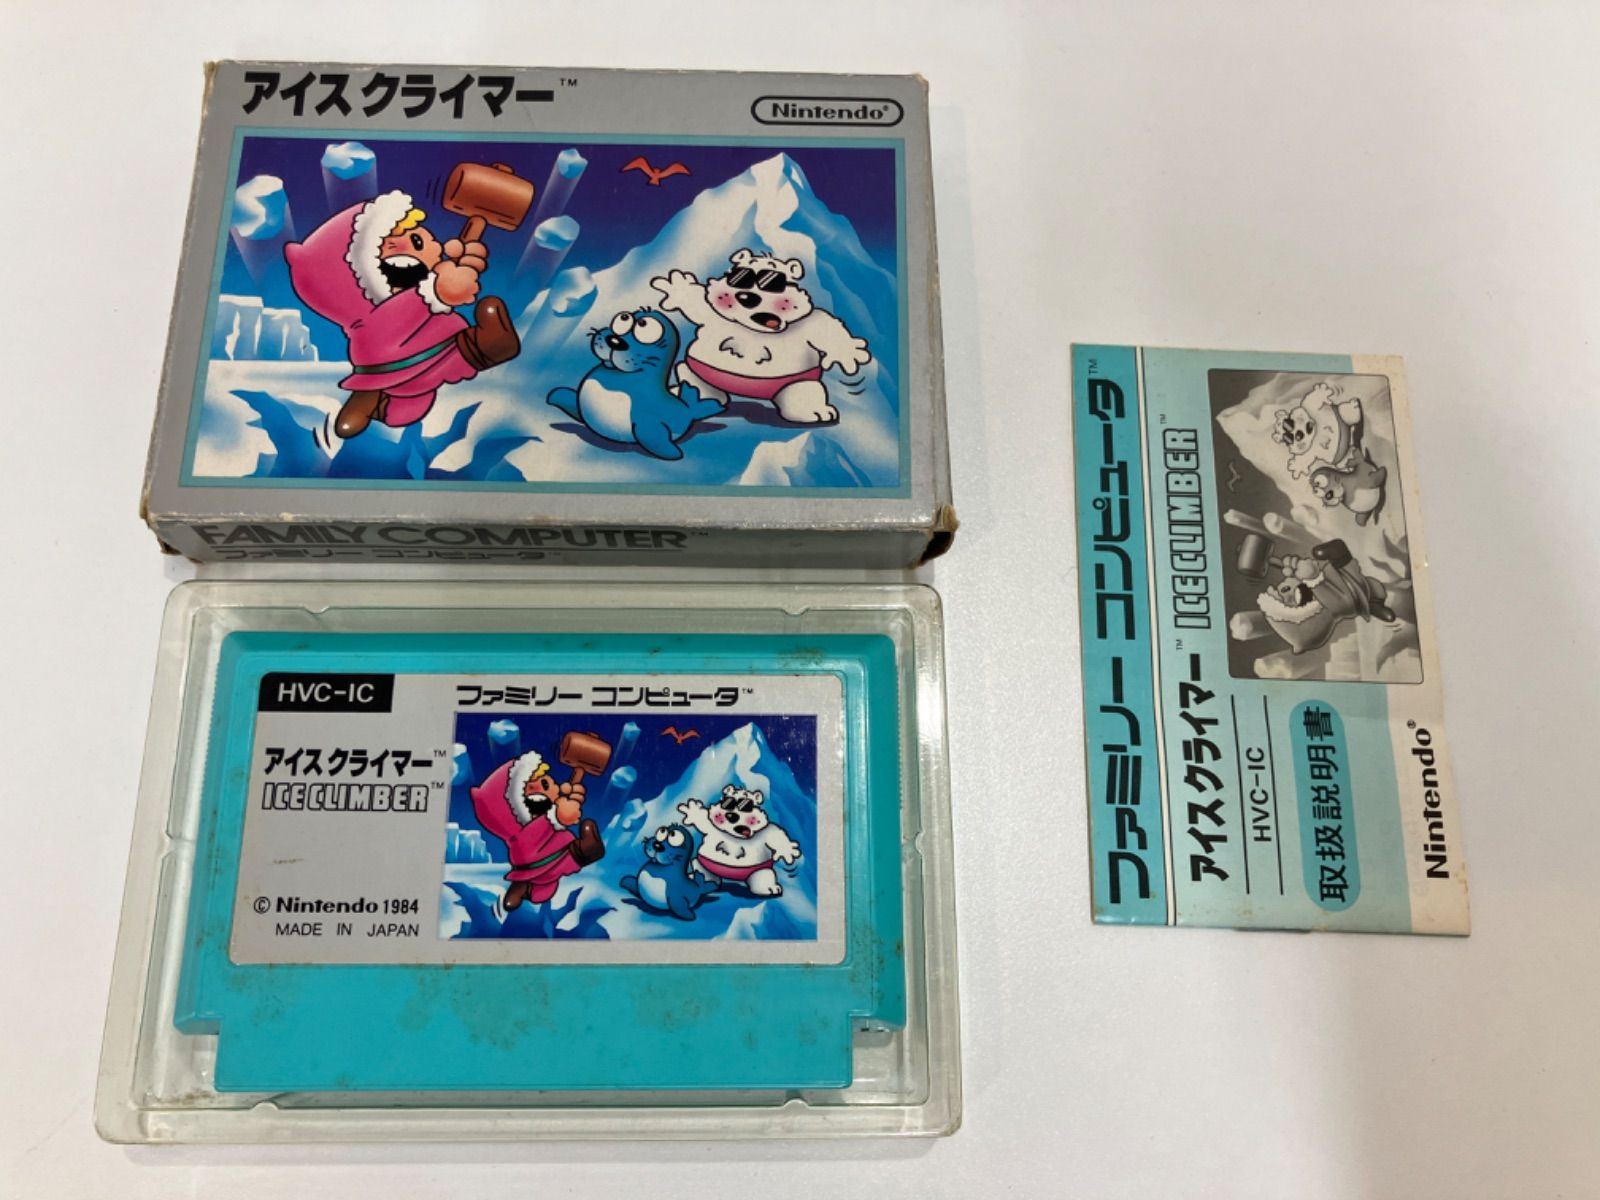 アイスクライマー™
Nintendo®
FAMILY COMPUTER™
ファミリー コンピュータ™
HVC-IC
ファミリー コンピュータ™
アイスクライマー™
ICE CLIMBER™
© Nintendo 1984
MADE IN JAPAN
ファミリー コンピュータ™
アイスクライマー™ ICE CLIMBER™
HVC-IC
取扱説明書
Nintendo®